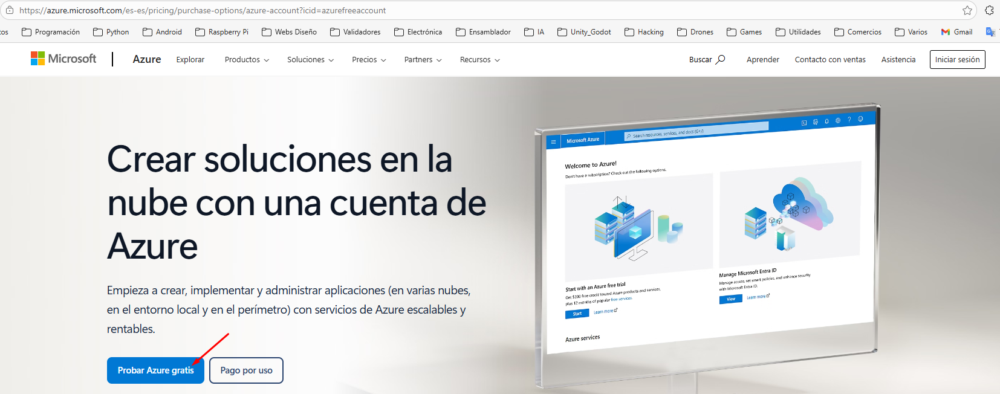 https://azure.microsoft.com/es-es/pricing/purchase-options/azure-account?icid=azurefreeaccount
tos Programación Python Android Raspberry Pi Webs Diseño Validadores Electrónica Ensamblador IA Unity_Godot Hacking Drones Games Utilidades Comercios Varios Gmail
Microsoft Azure Explorar Productos Soluciones Precios Partners Recursos Buscar Aprender Contacto con ventas Asistencia Iniciar sesión
Crear soluciones en la
nube con una cuenta de
Azure
Empieza a crear, implementar y administrar aplicaciones (en varias nubes,
en el entorno local y en el perímetro) con servicios de Azure escalables y
rentables.
Probar Azure gratis Pago por uso
Microsoft Azure Search resources, services, and docs (G+/)
Welcome to Azure!
Don't have a subscription? Check out the following options.
Start with an Azure free trial
Get $200 free credit toward Azure products and services,
plus 12 months of popular free services.
Start Learn more
Manage Microsoft Entra ID
Manage access, set smart policies, and enhance security
with Microsoft Entra ID.
View Learn more
Azure services